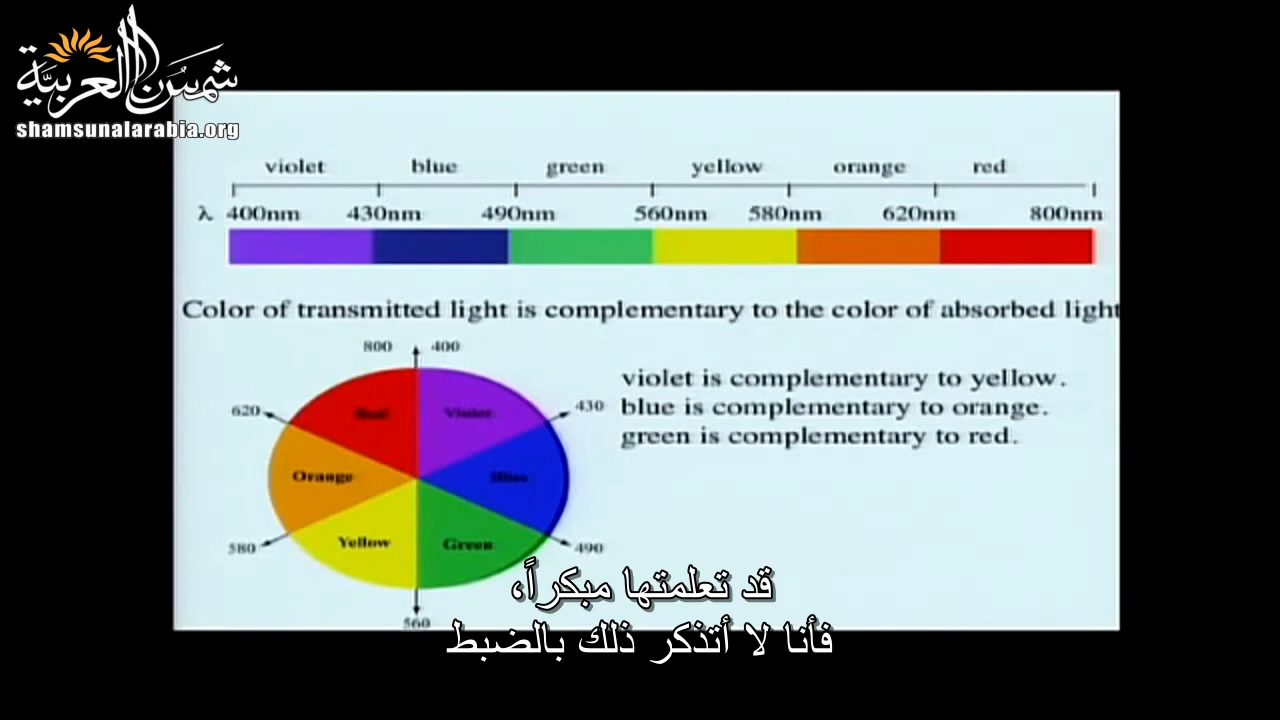 شمس العربية
shamsunalarabia.org
violet blue green yellow orange red
λ 400nm 430nm 490nm 560nm 580nm 620nm 800nm
Color of transmitted light is complementary to the color of absorbed light
800 400
620 Red Violet 430
Orange Blue
580 Yellow Green 490
560
violet is complementary to yellow.
blue is complementary to orange.
green is complementary to red.
قد تعلمتها مبكراً،
فأنا لا أتذكر ذلك بالضبط